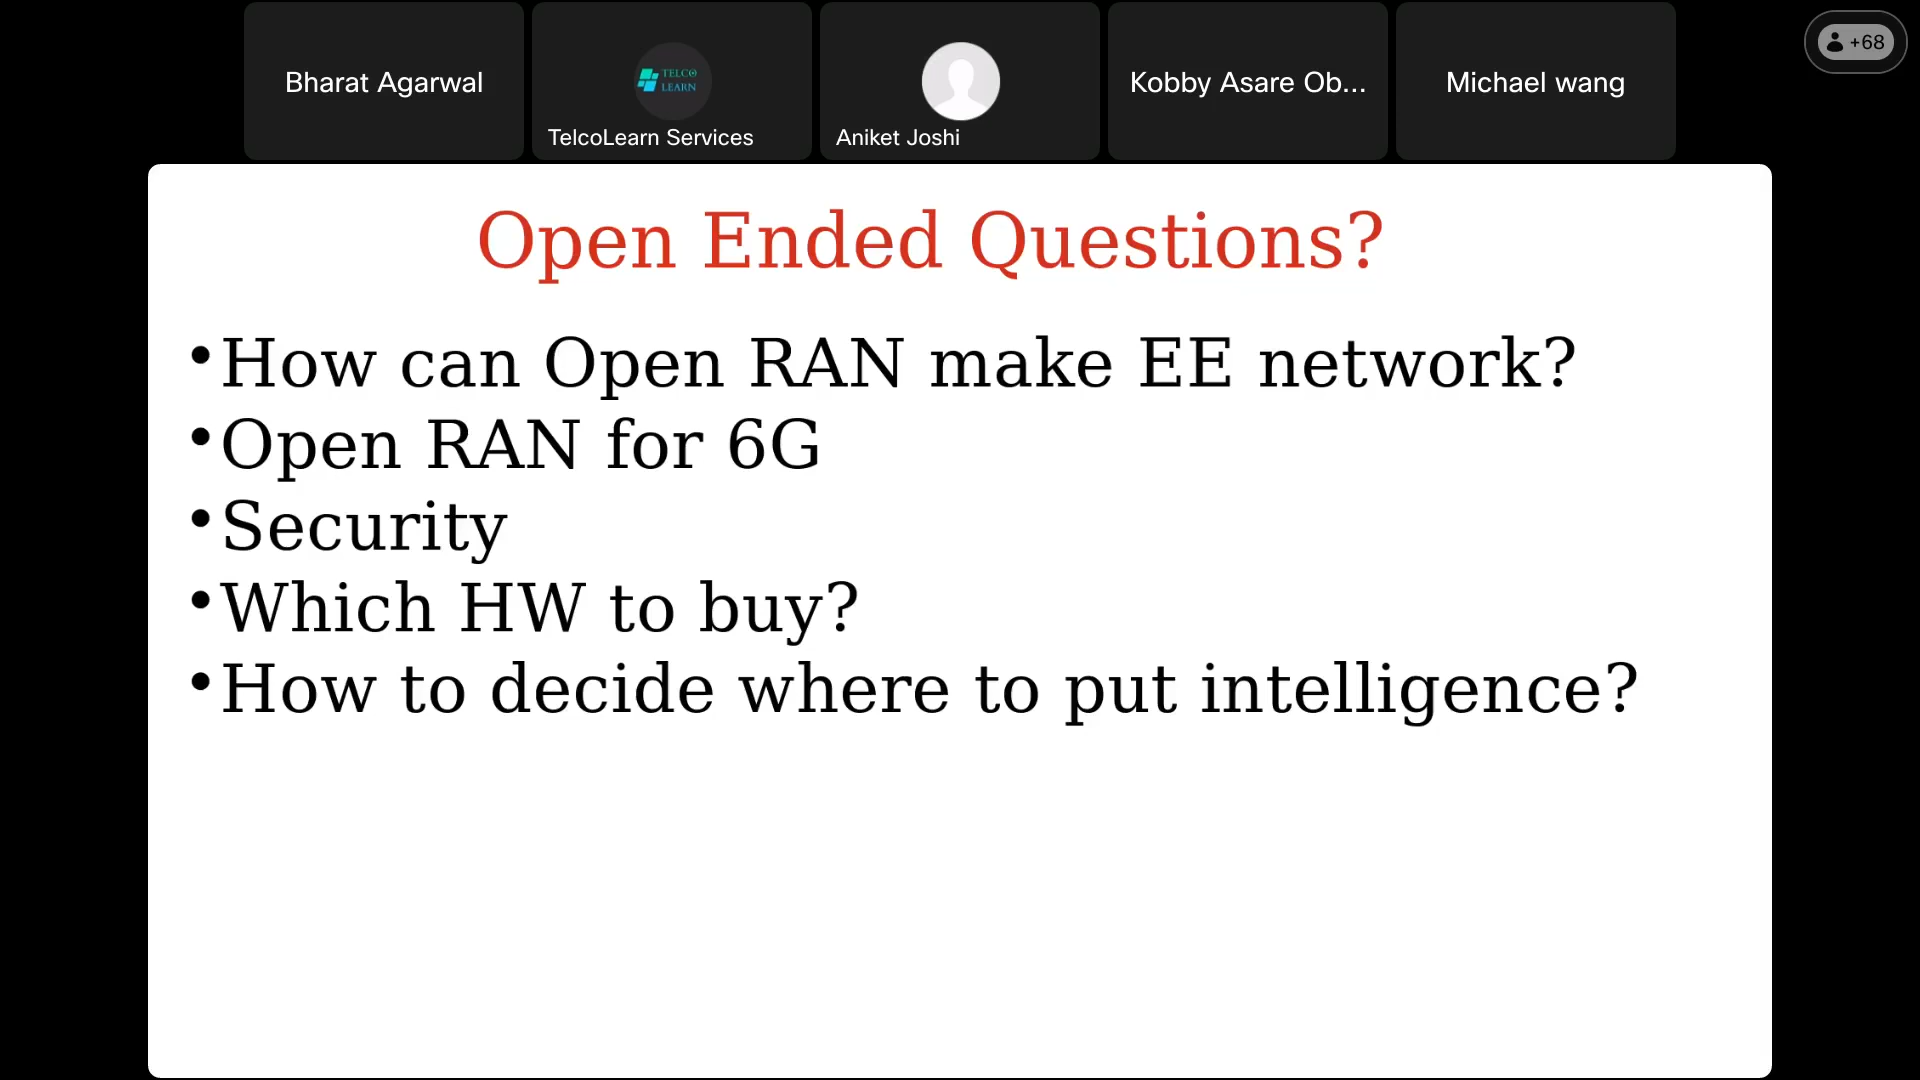 Bharat Agarwal
TELCO
LEARN
TelcoLearn Services
Aniket Joshi
Kobby Asare Ob...
Michael wang
+68
Open Ended Questions?
•How can Open RAN make EE network?
•Open RAN for 6G
•Security
•Which HW to buy?
•How to decide where to put intelligence?